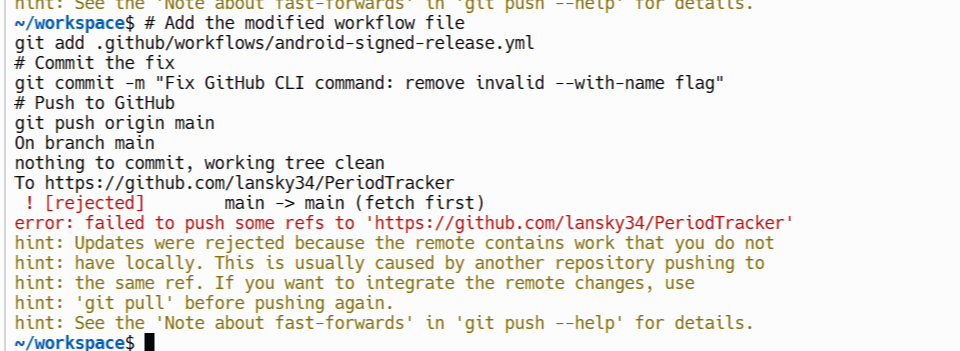 hint: See the 'Note about fast-forwards' in 'git push --help' for details.
~/workspace$ # Add the modified workflow file
git add .github/workflows/android-signed-release.yml
# Commit the fix
git commit -m "Fix GitHub CLI command: remove invalid --with-name flag"
# Push to GitHub
git push origin main
On branch main
nothing to commit, working tree clean
To https://github.com/lansky34/PeriodTracker
 ! [rejected]        main -> main (fetch first)
error: failed to push some refs to 'https://github.com/lansky34/PeriodTracker'
hint: Updates were rejected because the remote contains work that you do not
hint: have locally. This is usually caused by another repository pushing to
hint: the same ref. If you want to integrate the remote changes, use
hint: 'git pull' before pushing again.
hint: See the 'Note about fast-forwards' in 'git push --help' for details.
~/workspace$